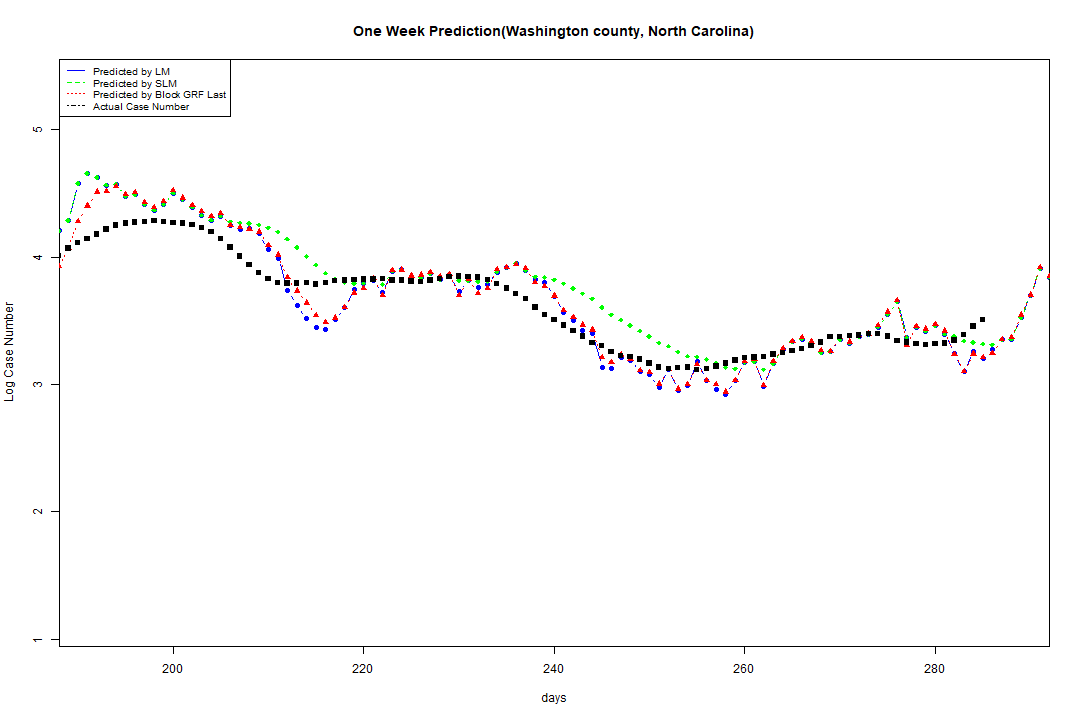 One Week Prediction(Washington county, North Carolina)
Predicted by LM
Predicted by SLM
Predicted by Block GRF Last
Actual Case Number
5
4
3
2
1
Log Case Number
200 220 240 260 280
days